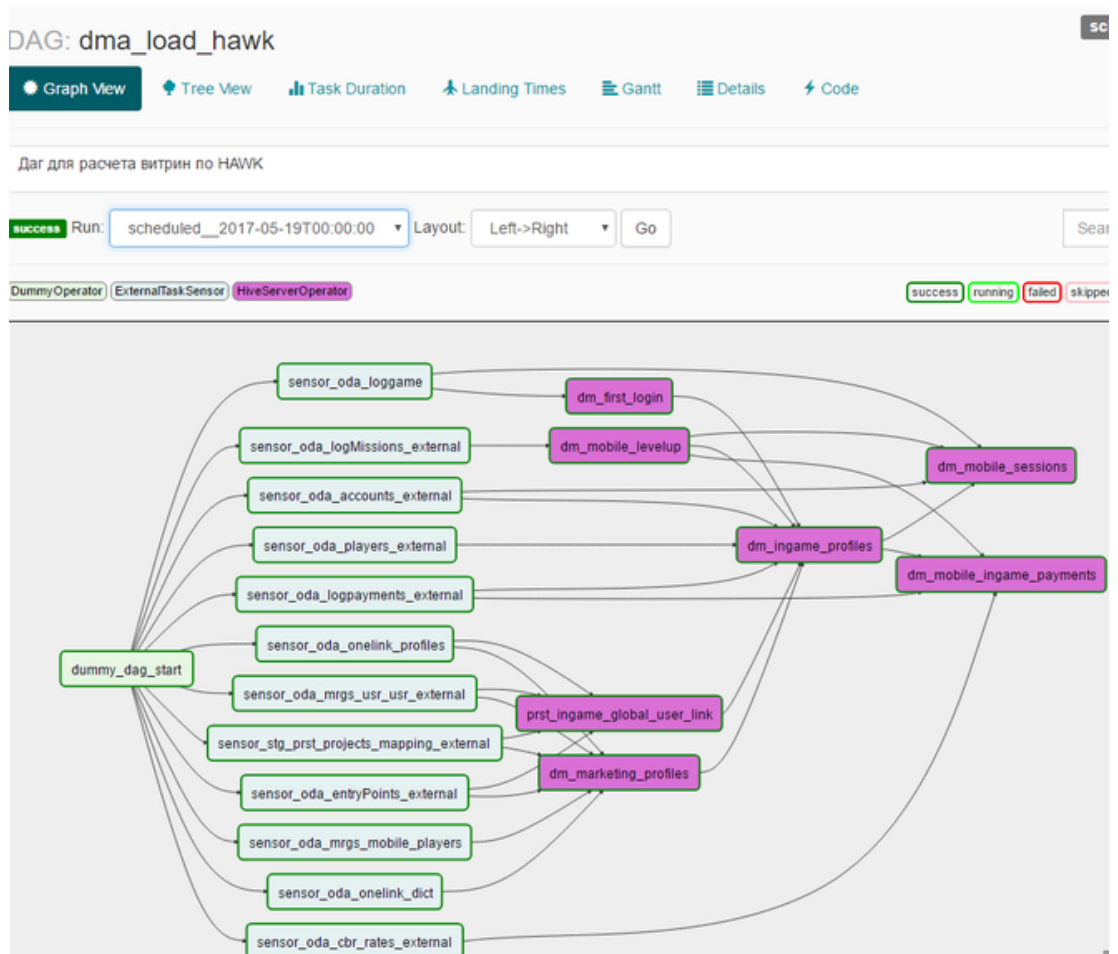 DAG: dma_load_hawk
Graph View Tree View Task Duration Landing Times Gantt Details Code
Даг для расчета витрин по HAWK
success Run: scheduled__2017-05-19T00:00:00 Layout: Left->Right Go
DummyOperator ExternalTaskSensor HiveServerOperator success running failed skipped
sensor_oda_loggame
dm_first_login
sensor_oda_logMissions_external dm_mobile_levelup
dm_mobile_sessions
sensor_oda_accounts_external
sensor_oda_players_external dm_ingame_profiles
dm_mobile_ingame_payments
sensor_oda_logpayments_external
sensor_oda_onelink_profiles
dummy_dag_start
sensor_oda_mrgs_usr_usr_external
prst_ingame_global_user_link
sensor_stg_prst_projects_mapping_external
dm_marketing_profiles
sensor_oda_entryPoints_external
sensor_oda_mrgs_mobile_players
sensor_oda_onelink_dict
sensor_oda_cbr_rates_external